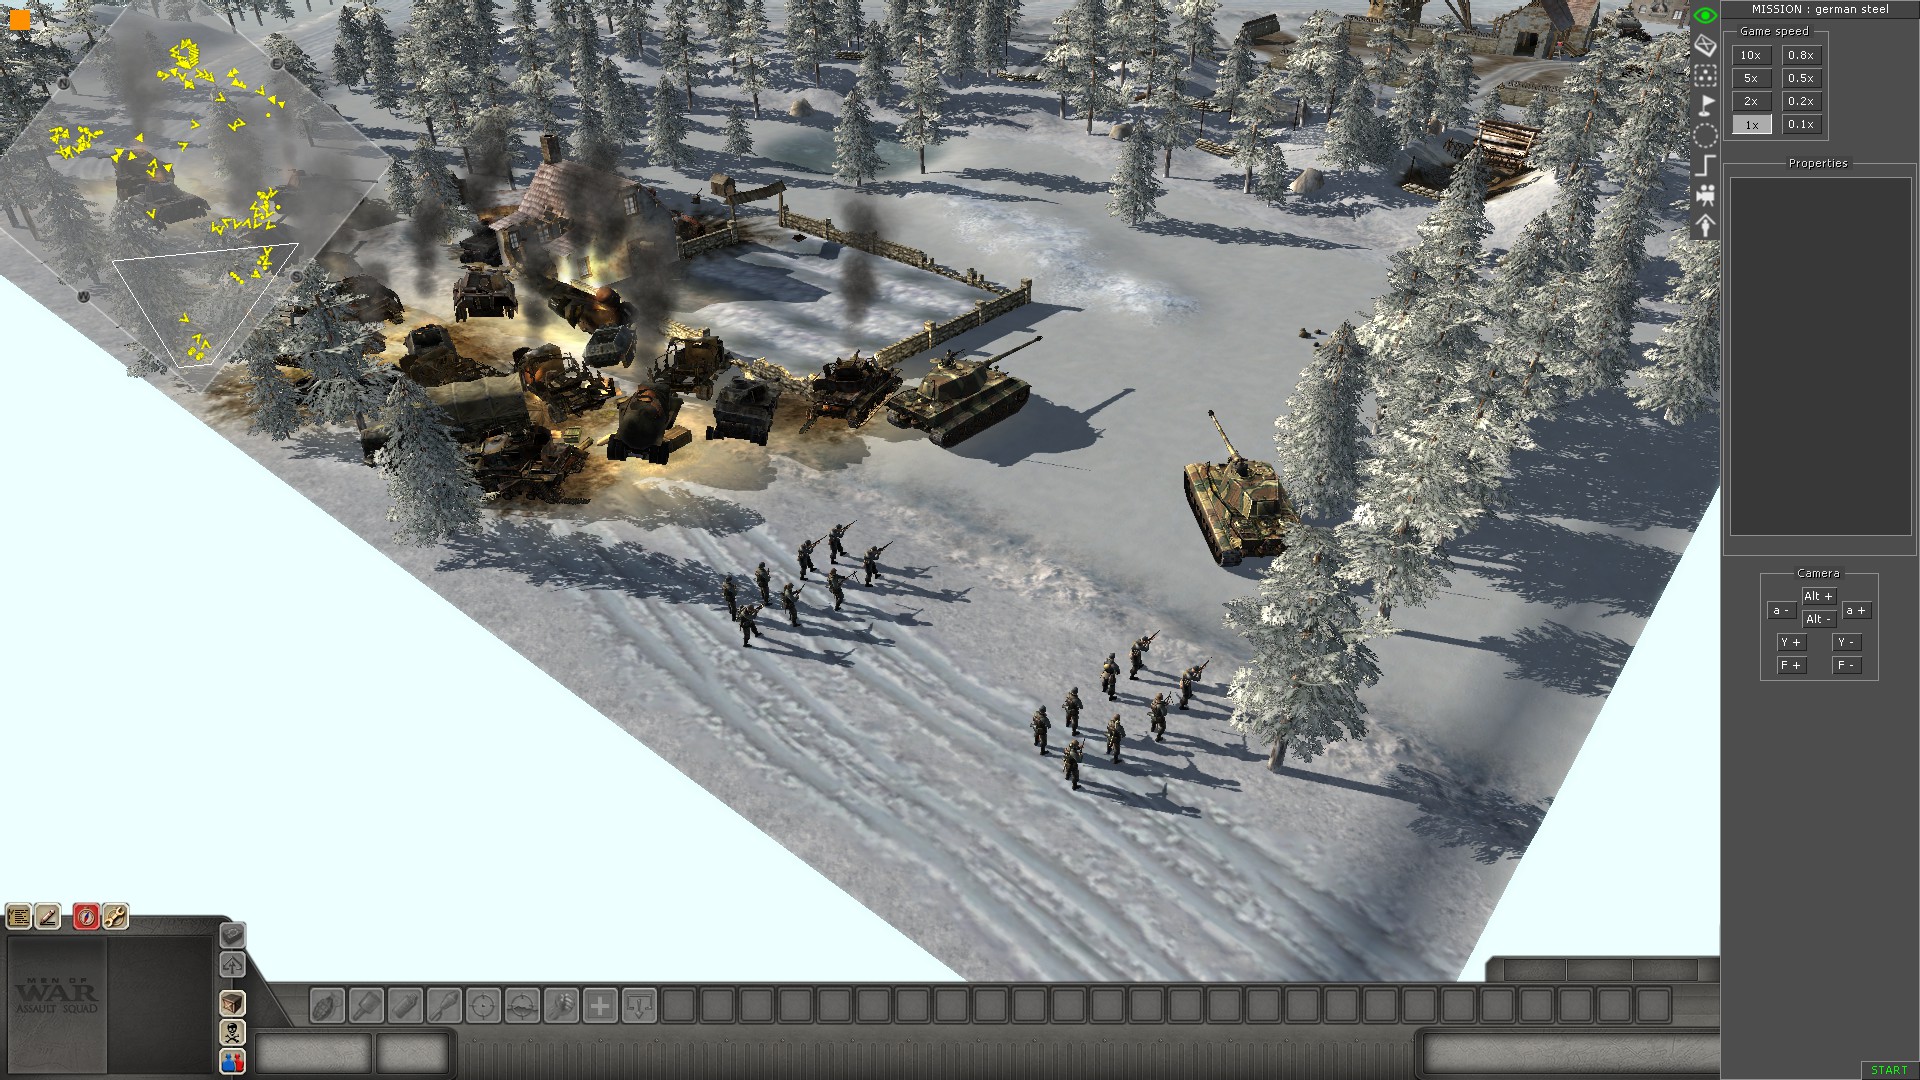 MISSION : german steel
Game speed
10x 0.8x
5x 0.5x
2x 0.2x
1x 0.1x
Properties
Camera
Alt +
a - a +
Alt -
Y + Y -
F + F -
MEN OF
WAR
ASSAULT SQUAD
START